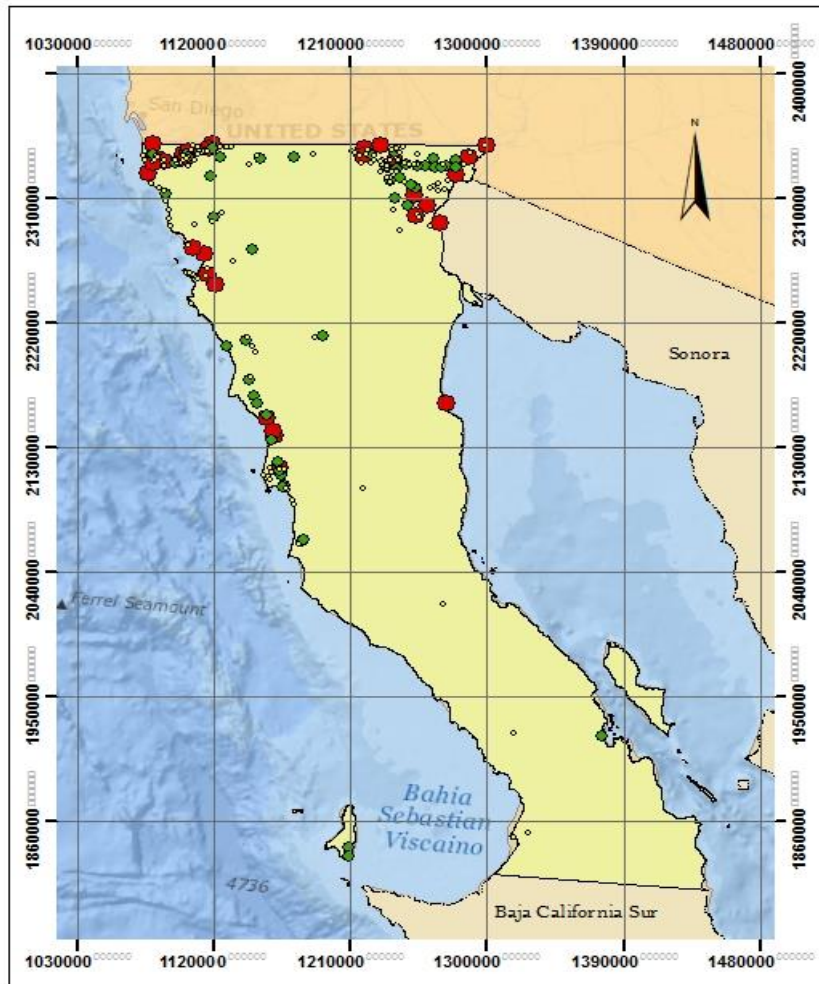 1030000 1120000 1210000 1300000 1390000 1480000
2400000
San Diego
UNITED STATES
N
2310000
2220000
Sonora
2130000
2040000
Ferrel Seamount
1950000
Bahia
Sebastian
Viscaino
1860000
4736
Baja California Sur
1030000 1120000 1210000 1300000 1390000 1480000